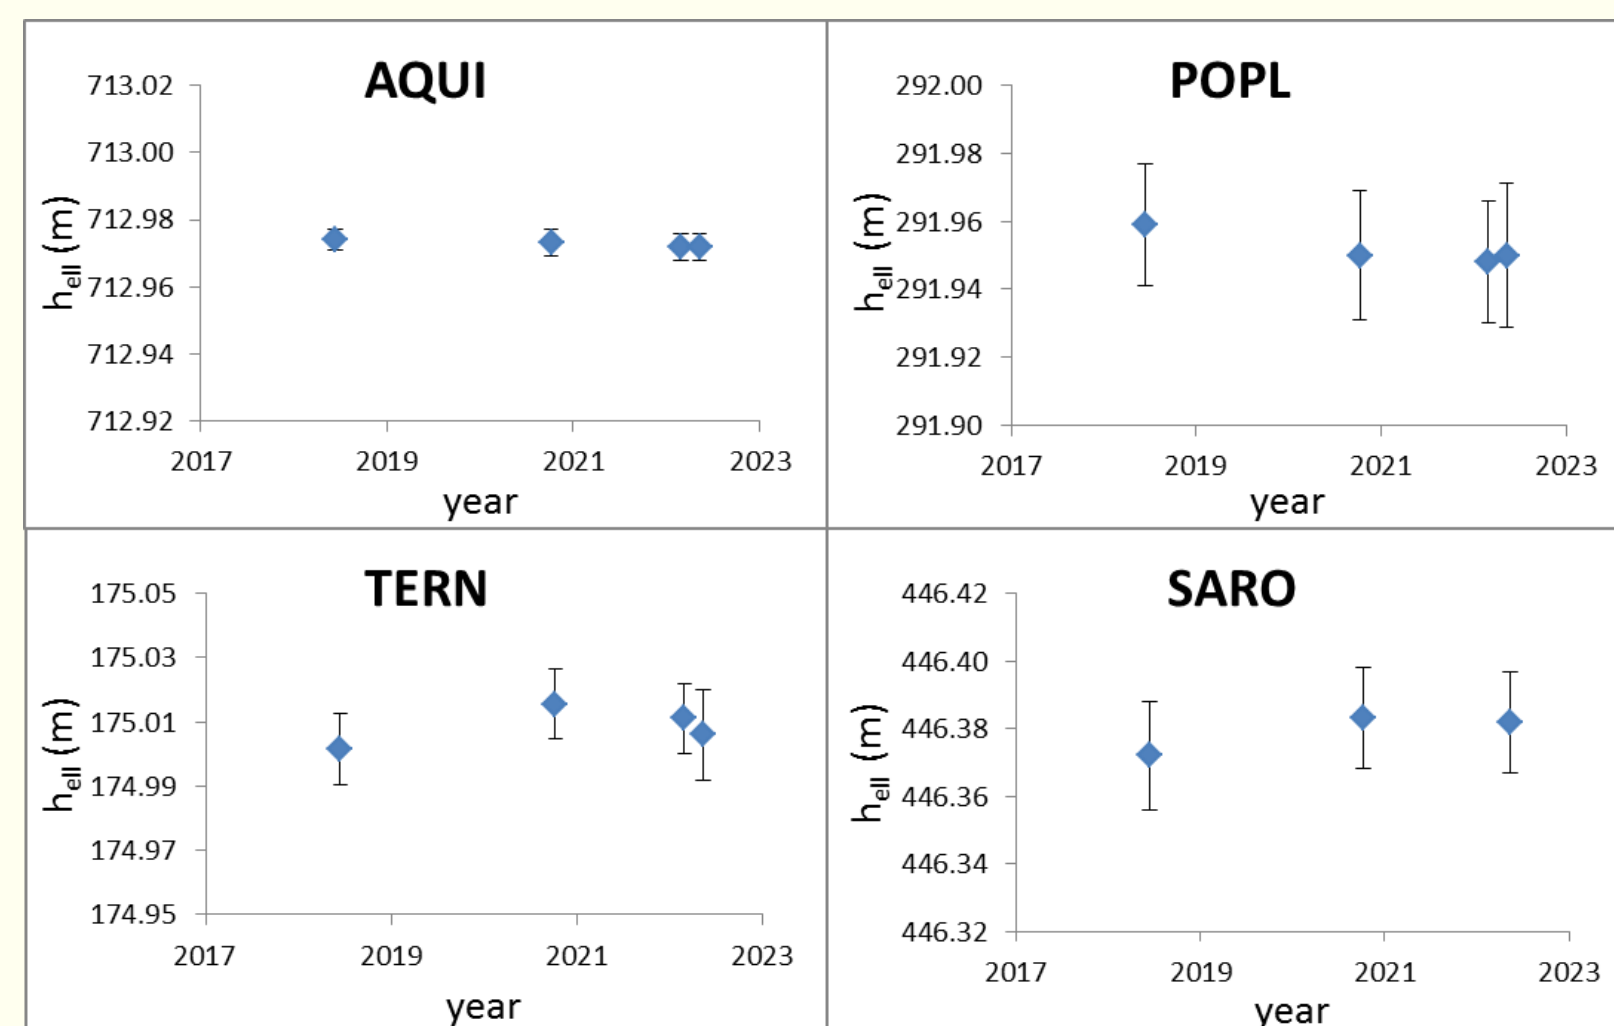 AQUI
713.02
713.00
712.98
712.96
712.94
712.92
h_ell (m)
2017 2019 2021 2023
year
POPL
292.00
291.98
291.96
291.94
291.92
291.90
h_ell (m)
2017 2019 2021 2023
year
TERN
175.05
175.03
175.01
174.99
174.97
174.95
h_ell (m)
2017 2019 2021 2023
year
SARO
446.42
446.40
446.38
446.36
446.34
446.32
h_ell (m)
2017 2019 2021 2023
year